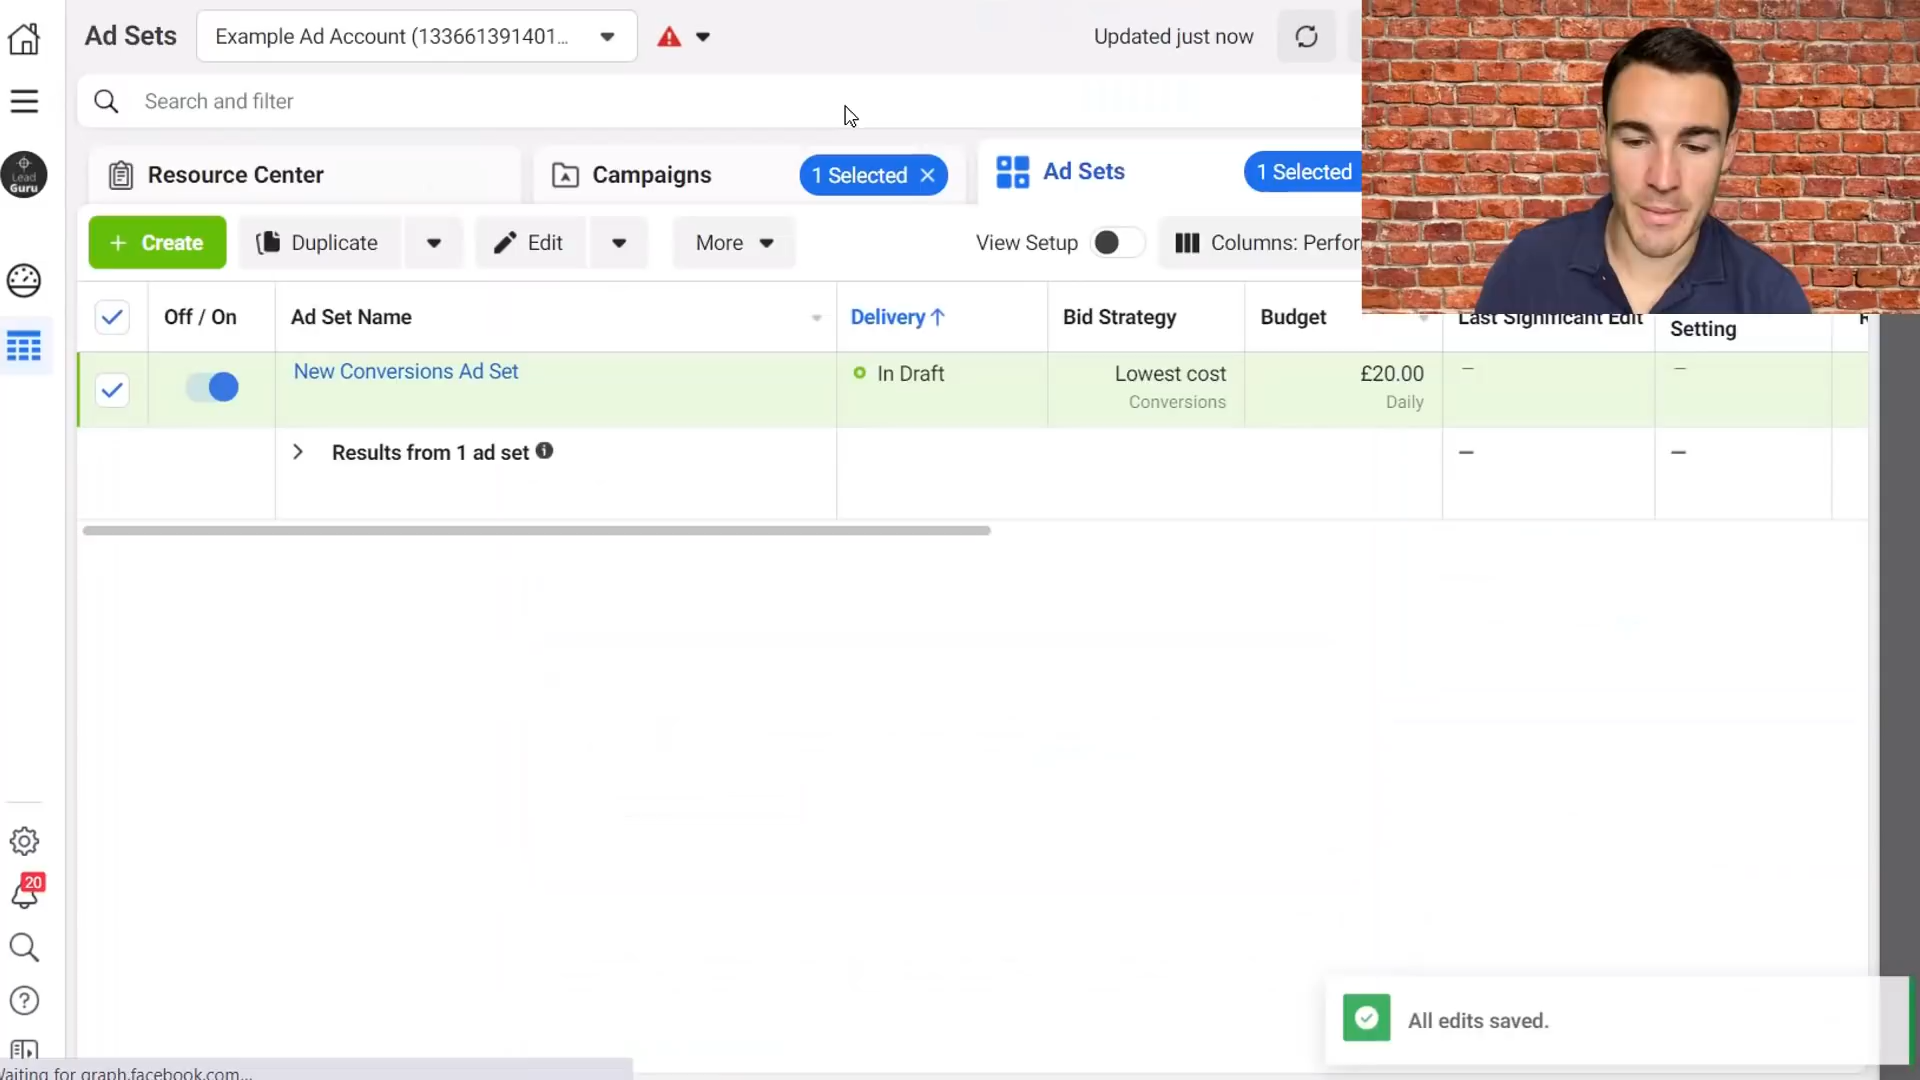 Ad Sets
Example Ad Account (133661391401...
Updated just now
Search and filter
Lead
Guru
Resource Center
Campaigns
1 Selected
Ad Sets
1 Selected
+ Create
Duplicate
Edit
More
View Setup
Columns: Perfor
Off / On
Ad Set Name
Delivery ↑
Bid Strategy
Budget
Last Significant Edit
Setting
New Conversions Ad Set
In Draft
Lowest cost
Conversions
£20.00
Daily
–
–
Results from 1 ad set
–
–
20
All edits saved.
Waiting for graph.facebook.com...